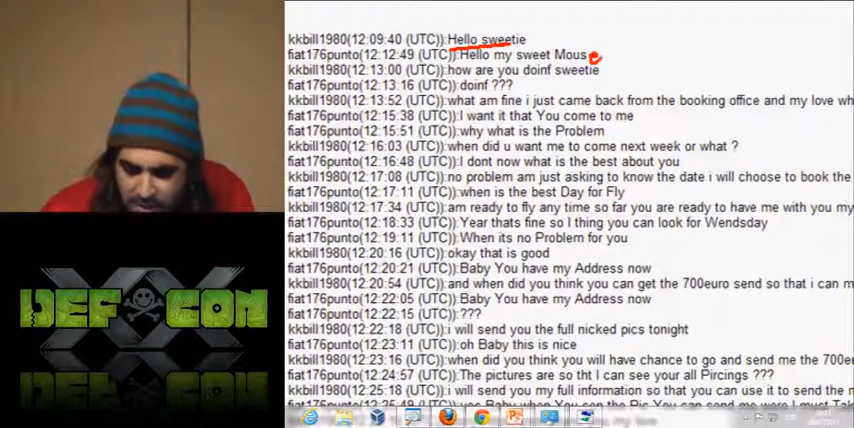 kkbill1980(12:09:40 (UTC)):Hello sweetie
fiat176punto(12:12:49 (UTC)):Hello my sweet Mouse
kkbill1980(12:13:00 (UTC)):how are you doinf sweetie
fiat176punto(12:13:16 (UTC)):doinf ???
kkbill1980(12:13:52 (UTC)):what am fine i just came back from the booking office and my love wh
fiat176punto(12:15:38 (UTC)):I want it that You come to me
fiat176punto(12:15:51 (UTC)):why what is the Problem
kkbill1980(12:16:03 (UTC)):when did u want me to come next week or what ?
fiat176punto(12:16:48 (UTC)):I dont now what is the best about you
kkbill1980(12:17:08 (UTC)):no problem am just asking to know the date i will choose to book the
fiat176punto(12:17:11 (UTC)):when is the best Day for Fly
kkbill1980(12:17:34 (UTC)):am ready to fly any time so far you are ready to have me with you my
fiat176punto(12:18:33 (UTC)):Year thats fine so I thing you can look for Wendsday
fiat176punto(12:19:11 (UTC)):When its no Problem for you
kkbill1980(12:20:16 (UTC)):okay that is good
fiat176punto(12:20:21 (UTC)):Baby You have my Address now
kkbill1980(12:20:54 (UTC)):and when did you think you can get the 700euro send so that i can m
fiat176punto(12:22:05 (UTC)):Baby You have my Address now
fiat176punto(12:22:15 (UTC)):???
kkbill1980(12:22:18 (UTC)):i will send you the full nicked pics tonight
fiat176punto(12:23:11 (UTC)):oh Baby this is nice
kkbill1980(12:23:16 (UTC)):when did you think you will have chance to go and send me the 700eu
fiat176punto(12:24:57 (UTC)):The pictures are so tht I can see your all Pircings ???
kkbill1980(12:25:18 (UTC)):i will send you my full information so that you can use it to send the
DEF CON
XX